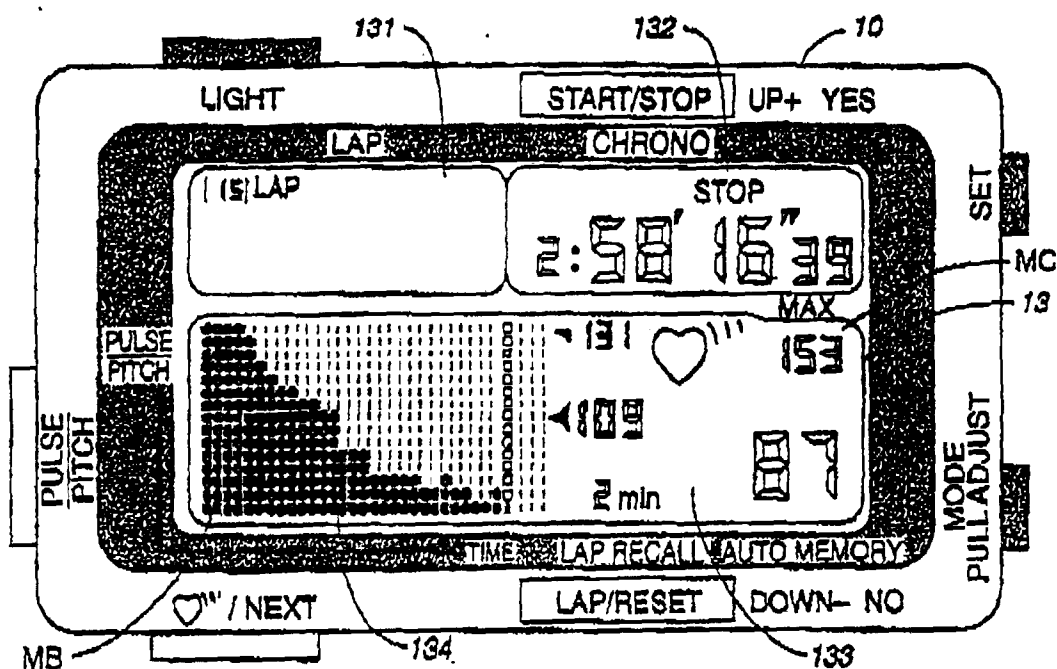 131 132 10
LIGHT START/STOP UP+ YES
LAP CHRONO
LAP STOP
2:58'16"39
SET
MC
MAX
13
131
153
PULSE
PITCH
109
87
PULSE
PITCH
2 min
MODE
PULL ADJUST
TIME LAP RECALL AUTO MEMORY
/ NEXT LAP/RESET DOWN– NO
MB 134 133